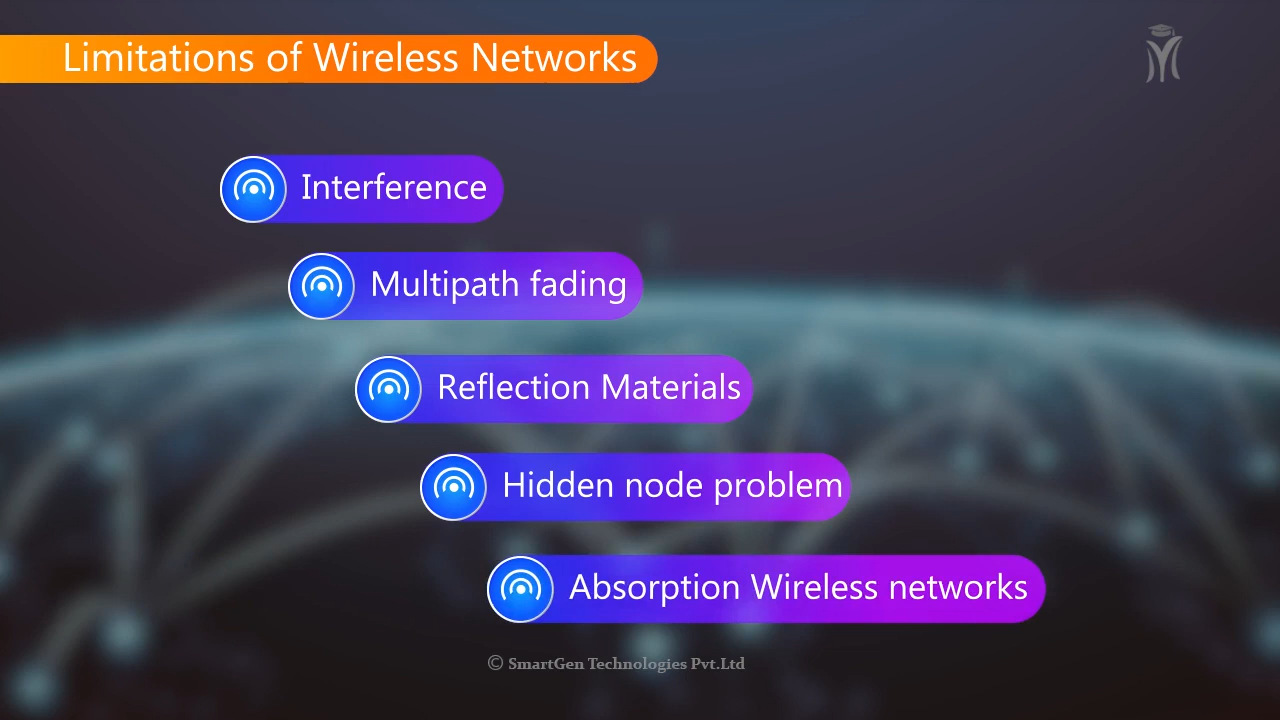 Limitations of Wireless Networks
Interference
Multipath fading
Reflection Materials
Hidden node problem
Absorption Wireless networks
© SmartGen Technologies Pvt.Ltd